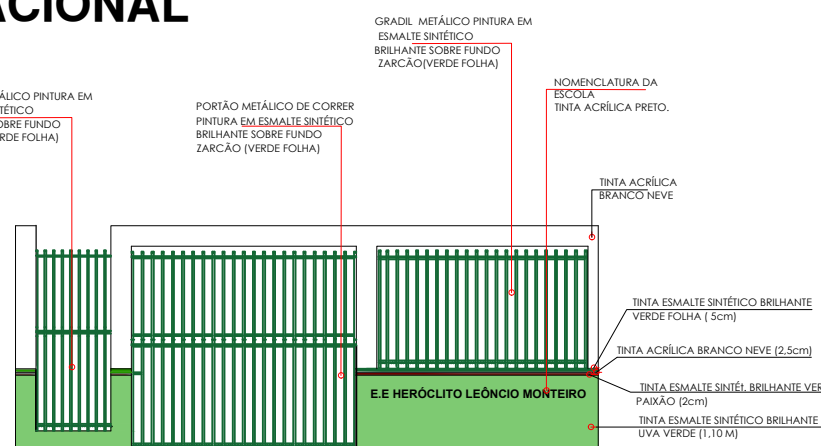 ACIONAL
GRADIL METÁLICO PINTURA EM
ESMALTE SINTÉTICO
BRILHANTE SOBRE FUNDO
ZARCÃO(VERDE FOLHA)
NOMENCLATURA DA
ESCOLA
TINTA ACRÍLICA PRETO.
ÁLICO PINTURA EM
TÉTICO
OBRE FUNDO
RDE FOLHA)
PORTÃO METÁLICO DE CORRER
PINTURA EM ESMALTE SINTÉTICO
BRILHANTE SOBRE FUNDO
ZARCÃO (VERDE FOLHA)
TINTA ACRÍLICA
BRANCO NEVE
TINTA ESMALTE SINTÉTICO BRILHANTE
VERDE FOLHA ( 5cm)
TINTA ACRÍLICA BRANCO NEVE (2,5cm)
TINTA ESMALTE SINTÉt. BRILHANTE VER
PAIXÃO (2cm)
TINTA ESMALTE SINTÉTICO BRILHANTE
UVA VERDE (1,10 M)
E.E HERÓCLITO LEÔNCIO MONTEIRO